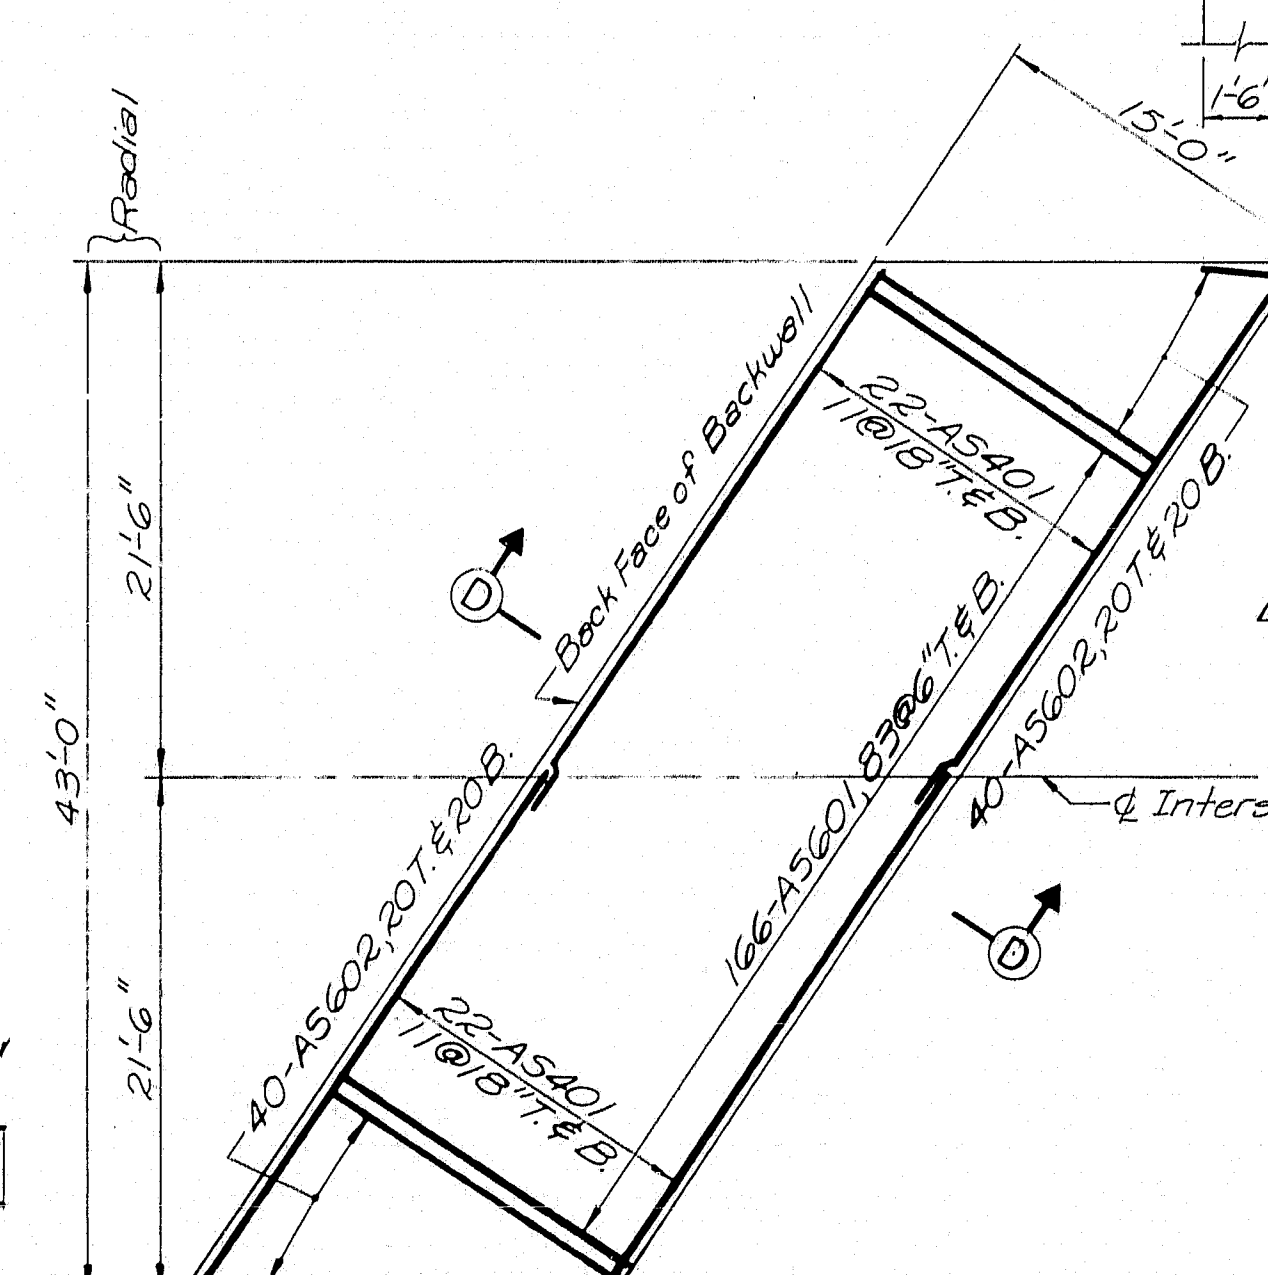 1'-6"
15'-0"
Radial
Back Face of Backwall
22-AS401
11@18"T.&B.
21'-6"
D
43'-0"
166-AS601, 83@6"T.&B.
40-AS602, 20T.&20B.
40-AS602, 20T.&20B.
℄
D
21'-6"
22-AS401
11@18"T.&B.